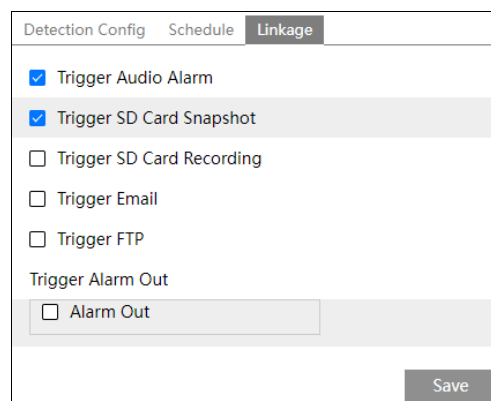 Detection Config Schedule Linkage
Trigger Audio Alarm
Trigger SD Card Snapshot
Trigger SD Card Recording
Trigger Email
Trigger FTP
Trigger Alarm Out
Alarm Out
Save